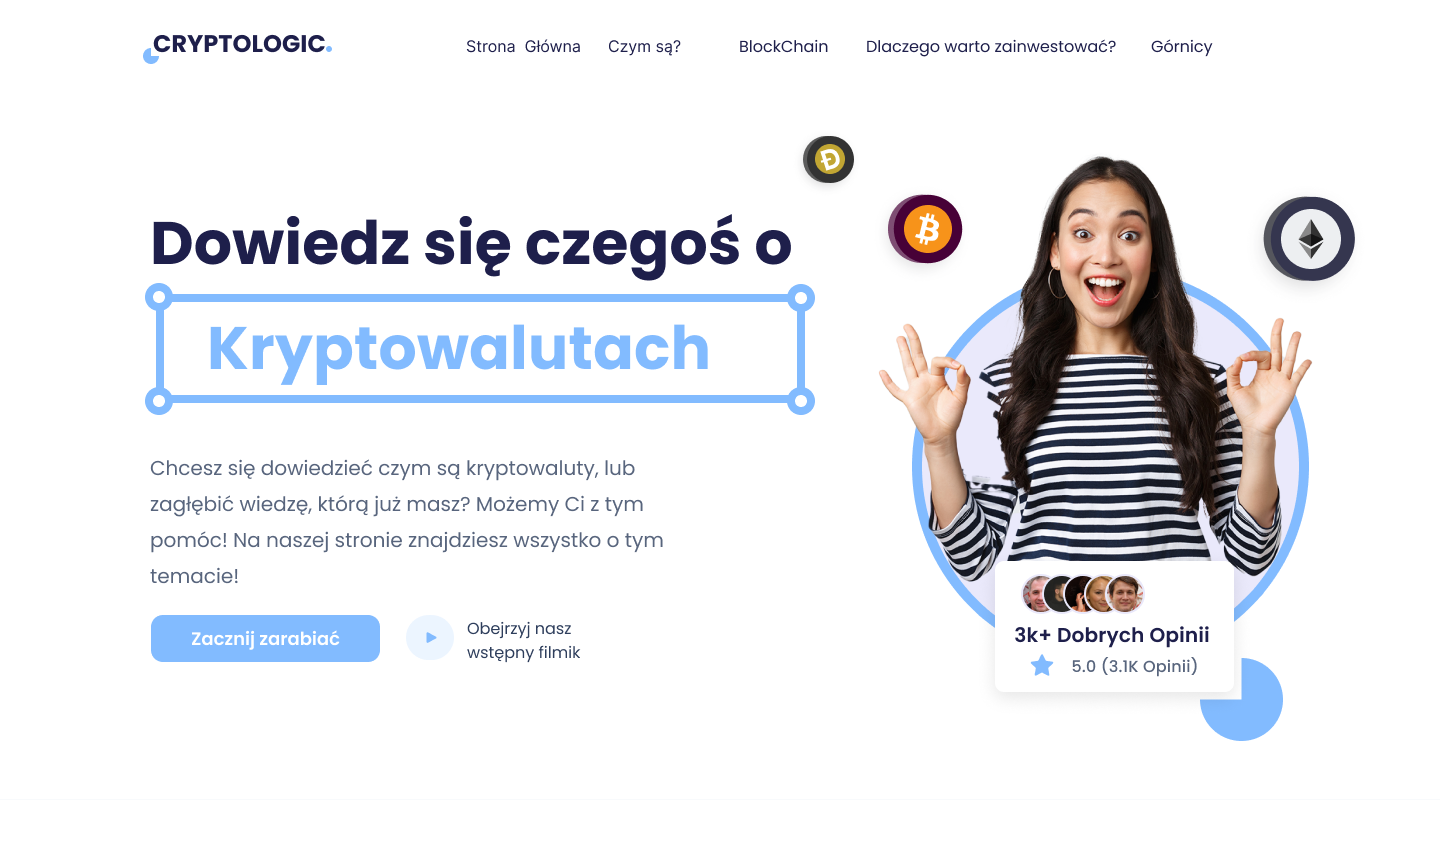 CRYPTOLOGIC.
Strona Główna
Czym są?
BlockChain
Dlaczego warto zainwestować?
Górnicy
Dowiedz się czegoś o
Kryptowalutach
Chcesz się dowiedzieć czym są kryptowaluty, lub
zagłębić wiedzę, którą już masz? Możemy Ci z tym
pomóc! Na naszej stronie znajdziesz wszystko o tym
temacie!
Zacznij zarabiać
Obejrzyj nasz
wstępny filmik
3k+ Dobrych Opinii
5.0 (3.1K Opinii)